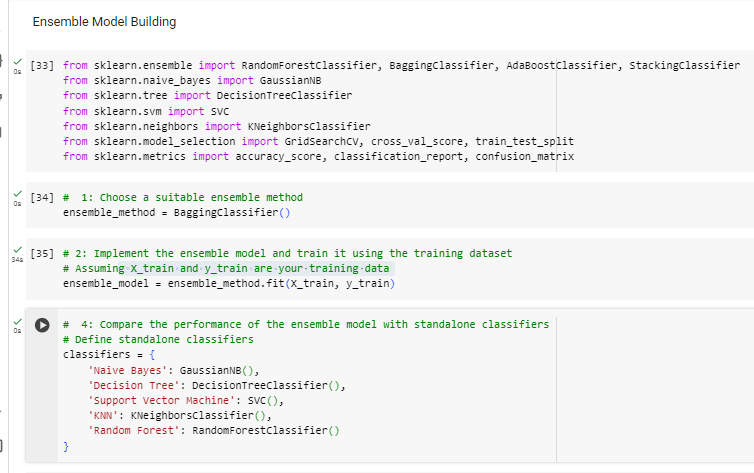 Ensemble Model Building
0s
[33] from sklearn.ensemble import RandomForestClassifier, BaggingClassifier, AdaBoostClassifier, StackingClassifier
from sklearn.naive_bayes import GaussianNB
from sklearn.tree import DecisionTreeClassifier
from sklearn.svm import SVC
from sklearn.neighbors import KNeighborsClassifier
from sklearn.model_selection import GridSearchCV, cross_val_score, train_test_split
from sklearn.metrics import accuracy_score, classification_report, confusion_matrix
0s
[34] #  1: Choose a suitable ensemble method
ensemble_method = BaggingClassifier()
34s
[35] # 2: Implement the ensemble model and train it using the training dataset
# Assuming X_train and y_train are your training data
ensemble_model = ensemble_method.fit(X_train, y_train)
0s
#  4: Compare the performance of the ensemble model with standalone classifiers
# Define standalone classifiers
classifiers = {
    'Naive Bayes': GaussianNB(),
    'Decision Tree': DecisionTreeClassifier(),
    'Support Vector Machine': SVC(),
    'KNN': KNeighborsClassifier(),
    'Random Forest': RandomForestClassifier()
}